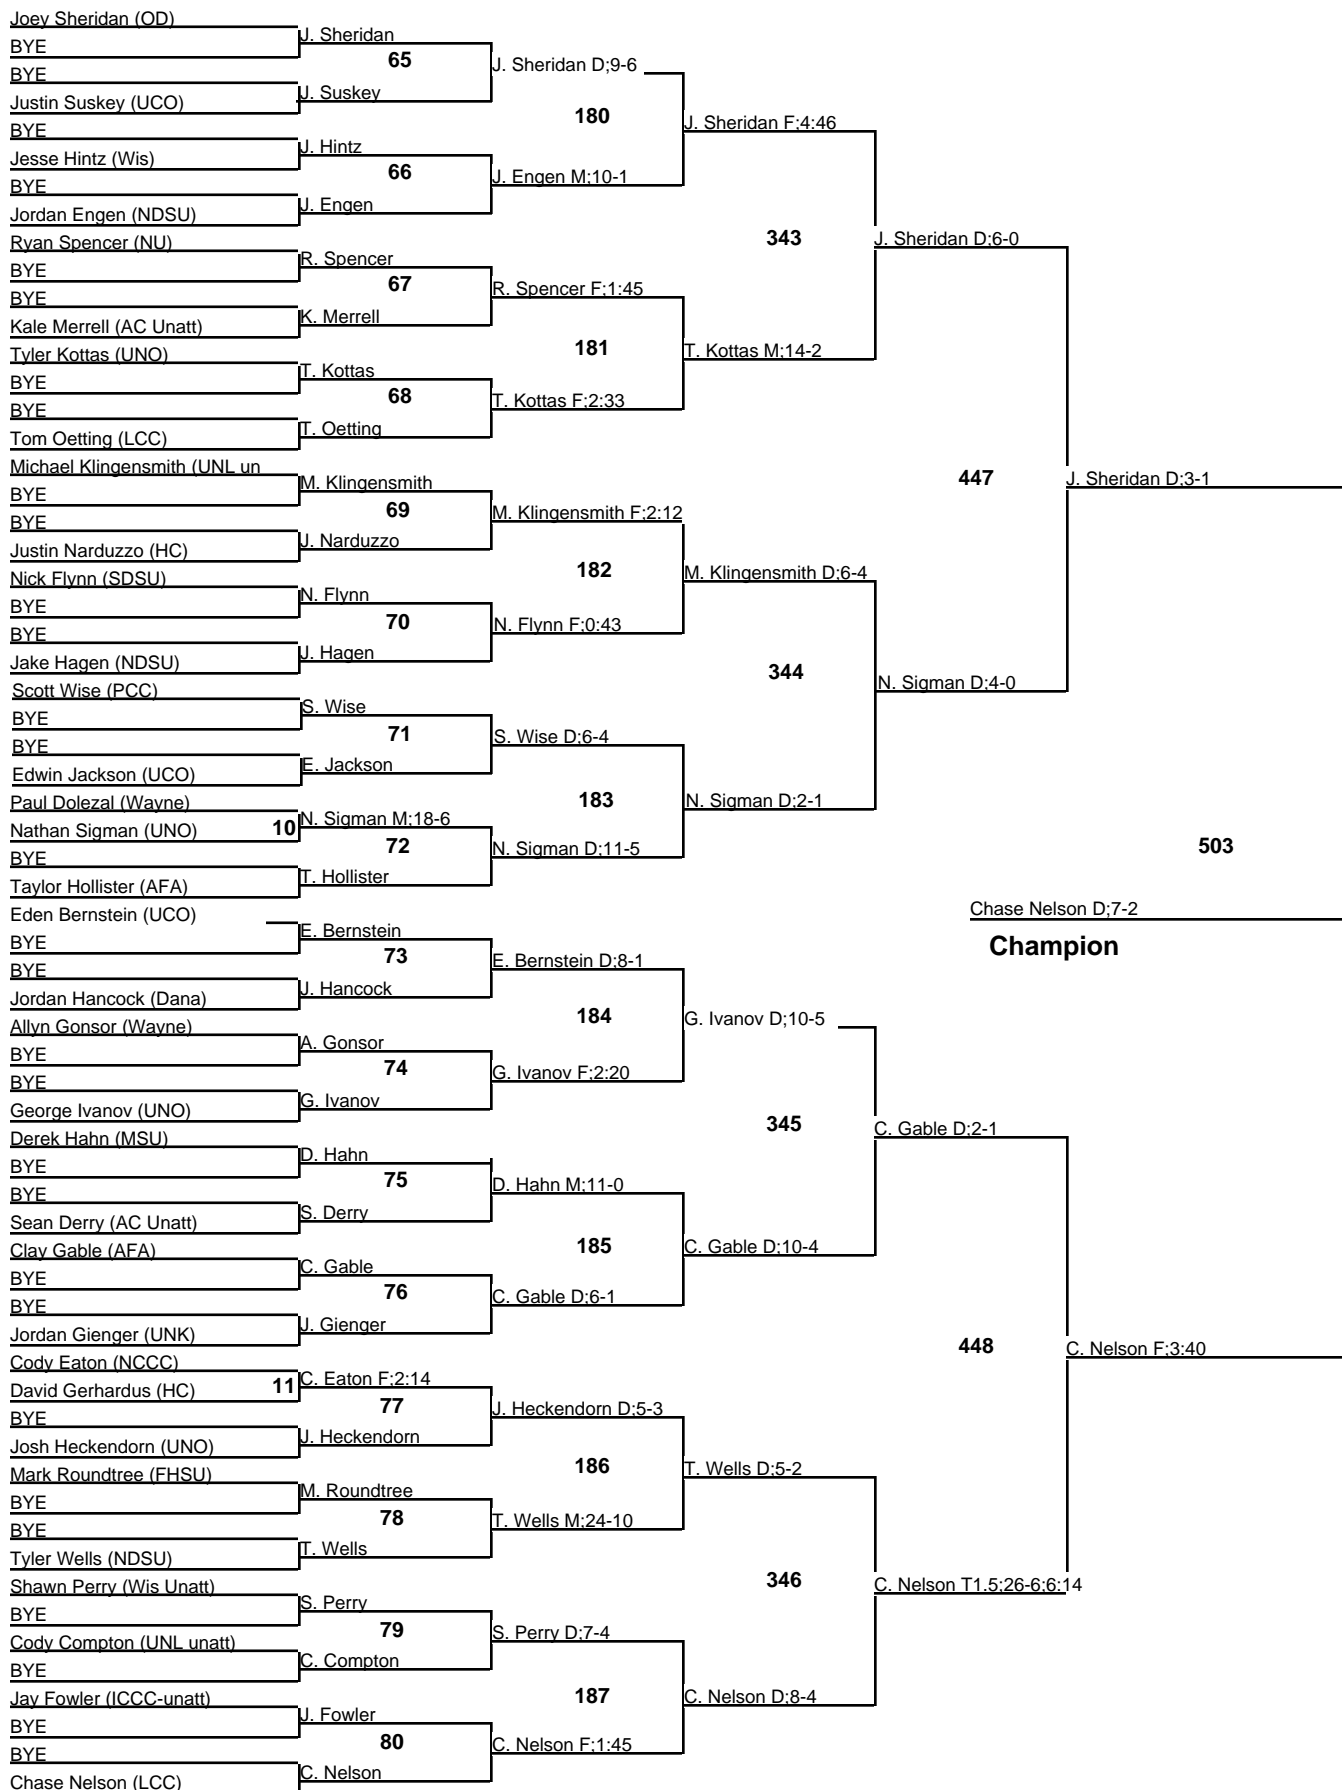 Joey Sheridan (OD)
J. Sheridan
BYE
65
J. Sheridan D;9-6
BYE
J. Suskey
Justin Suskey (UCO)
180
J. Sheridan F;4:46
BYE
J. Hintz
Jesse Hintz (Wis)
66
J. Engen M;10-1
BYE
J. Engen
Jordan Engen (NDSU)
343
J. Sheridan D;6-0
Ryan Spencer (NU)
R. Spencer
BYE
67
R. Spencer F;1:45
BYE
K. Merrell
Kale Merrell (AC Unatt)
181
T. Kottas M;14-2
Tyler Kottas (UNO)
T. Kottas
BYE
68
T. Kottas F;2:33
BYE
T. Oetting
Tom Oetting (LCC)
447
J. Sheridan D;3-1
Michael Klingensmith (UNL un
M. Klingensmith
BYE
69
M. Klingensmith F;2:12
BYE
J. Narduzzo
Justin Narduzzo (HC)
182
M. Klingensmith D;6-4
Nick Flynn (SDSU)
N. Flynn
BYE
70
N. Flynn F;0:43
BYE
J. Hagen
Jake Hagen (NDSU)
344
N. Sigman D;4-0
Scott Wise (PCC)
S. Wise
BYE
71
S. Wise D;6-4
BYE
E. Jackson
Edwin Jackson (UCO)
183
N. Sigman D;2-1
Paul Dolezal (Wayne)
N. Sigman M;18-6
Nathan Sigman (UNO)
10
72
N. Sigman D;11-5
BYE
T. Hollister
Taylor Hollister (AFA)
503
Chase Nelson D;7-2
Champion
Eden Bernstein (UCO)
E. Bernstein
BYE
73
E. Bernstein D;8-1
BYE
J. Hancock
Jordan Hancock (Dana)
184
G. Ivanov D;10-5
Allyn Gonsor (Wayne)
A. Gonsor
BYE
74
G. Ivanov F;2:20
BYE
G. Ivanov
George Ivanov (UNO)
345
C. Gable D;2-1
Derek Hahn (MSU)
D. Hahn
BYE
75
D. Hahn M;11-0
BYE
S. Derry
Sean Derry (AC Unatt)
185
C. Gable D;10-4
Clay Gable (AFA)
C. Gable
BYE
76
C. Gable D;6-1
BYE
J. Gienger
Jordan Gienger (UNK)
448
C. Nelson F;3:40
Cody Eaton (NCCC)
C. Eaton F;2:14
David Gerhardus (HC)
11
77
J. Heckendorn D;5-3
BYE
J. Heckendorn
Josh Heckendorn (UNO)
186
T. Wells D;5-2
Mark Roundtree (FHSU)
M. Roundtree
BYE
78
T. Wells M;24-10
BYE
T. Wells
Tyler Wells (NDSU)
346
C. Nelson T1.5;26-6;6:14
Shawn Perry (Wis Unatt)
S. Perry
BYE
79
S. Perry D;7-4
Cody Compton (UNL unatt)
C. Compton
BYE
187
C. Nelson D;8-4
Jay Fowler (ICCC-unatt)
J. Fowler
BYE
80
C. Nelson F;1:45
BYE
C. Nelson
Chase Nelson (LCC)